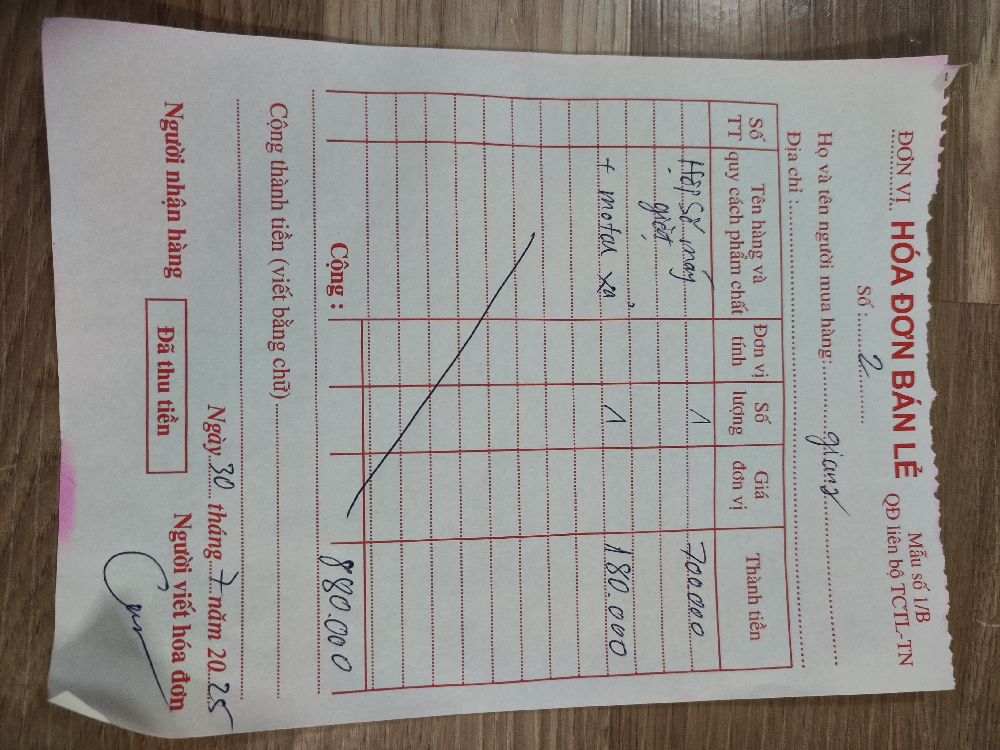 ĐƠN VỊ HÓA ĐƠN BÁN LẺ Mẫu số 1/B
............ QĐ liên bộ TCTL- TN
Số :........2..........
Họ và tên người mua hàng:..........giang..........
Địa chỉ :....................
Số TT Tên hàng và quy cách phẩm chất Đơn vị tính Số lượng Giá đơn vị Thành tiền
Hộp số máy 1 700.000
giặt
+ motor xả 1 180.000
Cộng : 880.000
Cộng thành tiền (viết bằng chữ)....................
Ngày 30 tháng 7 năm 20.25
Người nhận hàng Đã thu tiền Người viết hóa đơn